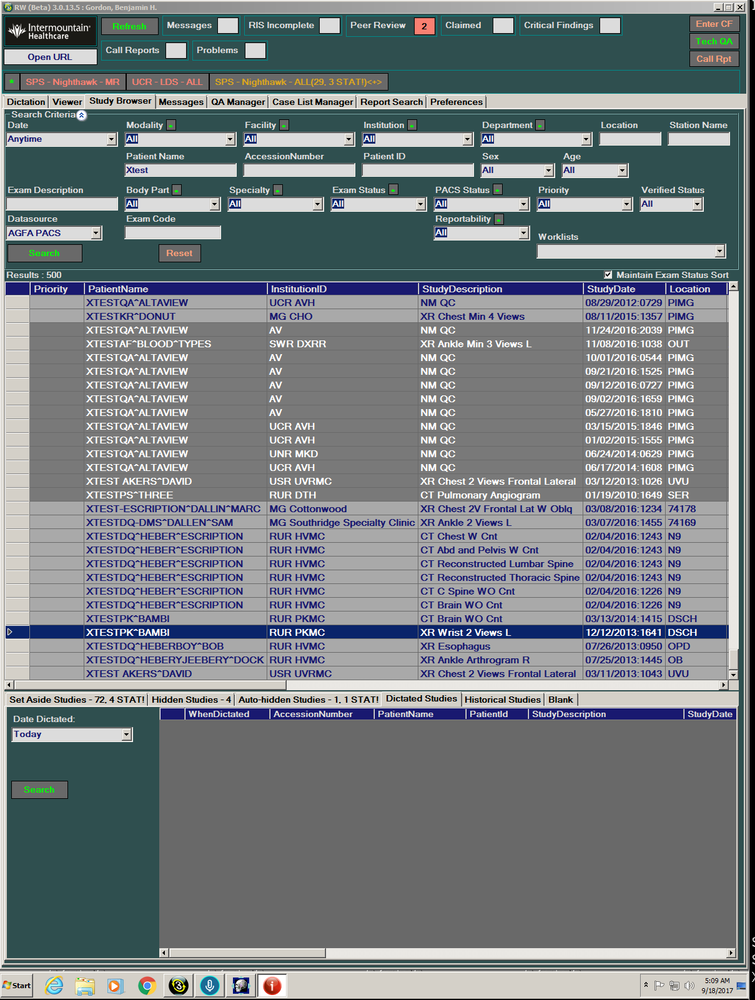 RW (Beta) 3.0.13.5 : Gordon, Benjamin H.
Intermountain® Healthcare
Refresh
Messages
RIS Incomplete
Peer Review 2
Claimed
Critical Findings
Enter CF
Tech QA
Open URL
Call Reports
Problems
Call Rpt
* SPS - Nighthawk - MR UCR - LDS - ALL SPS - Nighthawk - ALL(29, 3 STAT!)<+>
Dictation Viewer Study Browser Messages QA Manager Case List Manager Report Search Preferences
Search Criteria
Date Modality Facility Institution Department Location Station Name
Anytime All All All All
Patient Name AccessionNumber Patient ID Sex Age
Xtest All All
Exam Description Body Part Specialty Exam Status PACS Status Priority Verified Status
All All All All All All
Datasource Exam Code Reportability
AGFA PACS All
Worklists
Search Reset
Results : 500 Maintain Exam Status Sort
Priority PatientName InstitutionID StudyDescription StudyDate Location
XTESTQA^ALTAVIEW UCR AVH NM QC 08/29/2012:0729 PIMG
XTESTKR^DONUT MG CHO XR Chest Min 4 Views 08/11/2015:1357 PIMG
XTESTQA^ALTAVIEW AV NM QC 11/24/2016:2039 PIMG
XTESTAF^BLOOD^TYPES SWR DXRR XR Ankle Min 3 Views L 11/08/2016:1038 OUT
XTESTQA^ALTAVIEW AV NM QC 10/01/2016:0544 PIMG
XTESTQA^ALTAVIEW AV NM QC 09/21/2016:1525 PIMG
XTESTQA^ALTAVIEW AV NM QC 09/12/2016:0727 PIMG
XTESTQA^ALTAVIEW AV NM QC 09/02/2016:1659 PIMG
XTESTQA^ALTAVIEW AV NM QC 05/27/2016:1810 PIMG
XTESTQA^ALTAVIEW UCR AVH NM QC 03/15/2015:1846 PIMG
XTESTQA^ALTAVIEW UCR AVH NM QC 01/02/2015:1555 PIMG
XTESTQA^ALTAVIEW UNR MKD NM QC 06/24/2014:0629 PIMG
XTESTQA^ALTAVIEW UCR AVH NM QC 06/17/2014:1608 PIMG
XTEST AKERS^DAVID USR UVRMC XR Chest 2 Views Frontal Lateral 03/12/2013:1026 UVU
XTESTPS^THREE RUR DTH CT Pulmonary Angiogram 01/19/2010:1649 SER
XTEST-ESCRIPTION^DALLIN^MARC MG Cottonwood XR Chest 2V Frontal Lat W Oblq 03/08/2016:1234 74178
XTESTDQ-DMS^DALLEN^SAM MG Southridge Specialty Clinic XR Ankle 2 Views L 03/07/2016:1455 74169
XTESTDQ^HEBER^ESCRIPTION RUR HVMC CT Chest W Cnt 02/04/2016:1243 N9
XTESTDQ^HEBER^ESCRIPTION RUR HVMC CT Abd and Pelvis W Cnt 02/04/2016:1243 N9
XTESTDQ^HEBER^ESCRIPTION RUR HVMC CT Reconstructed Lumbar Spine 02/04/2016:1243 N9
XTESTDQ^HEBER^ESCRIPTION RUR HVMC CT Reconstructed Thoracic Spine 02/04/2016:1243 N9
XTESTDQ^HEBER^ESCRIPTION RUR HVMC CT C Spine WO Cnt 02/04/2016:1226 N9
XTESTDQ^HEBER^ESCRIPTION RUR HVMC CT Brain WO Cnt 02/04/2016:1226 N9
XTESTPK^BAMBI RUR PKMC CT Brain WO Cnt 03/13/2014:1415 DSCH
XTESTPK^BAMBI RUR PKMC XR Wrist 2 Views L 12/12/2013:1641 DSCH
XTESTDQ^HEBERBOY^BOB RUR HVMC XR Esophagus 07/26/2013:0950 OPD
XTESTDQ^HEBERYJEEBERY^DOCK RUR HVMC XR Ankle Arthrogram R 07/25/2013:1445 OB
XTEST AKERS^DAVID USR UVRMC XR Chest 2 Views Frontal Lateral 03/11/2013:1043 UVU
Set Aside Studies - 72, 4 STAT! Hidden Studies - 4 Auto-hidden Studies - 1, 1 STAT! Dictated Studies Historical Studies Blank
WhenDictated AccessionNumber PatientName PatientId StudyDescription StudyDate
Date Dictated:
Today
Search
Start
5:09 AM
9/18/2017